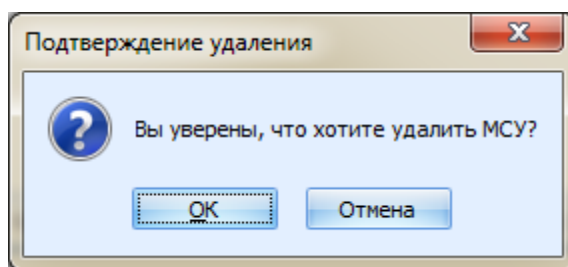 Подтверждение удаления
Вы уверены, что хотите удалить МСУ?
OK
Отмена